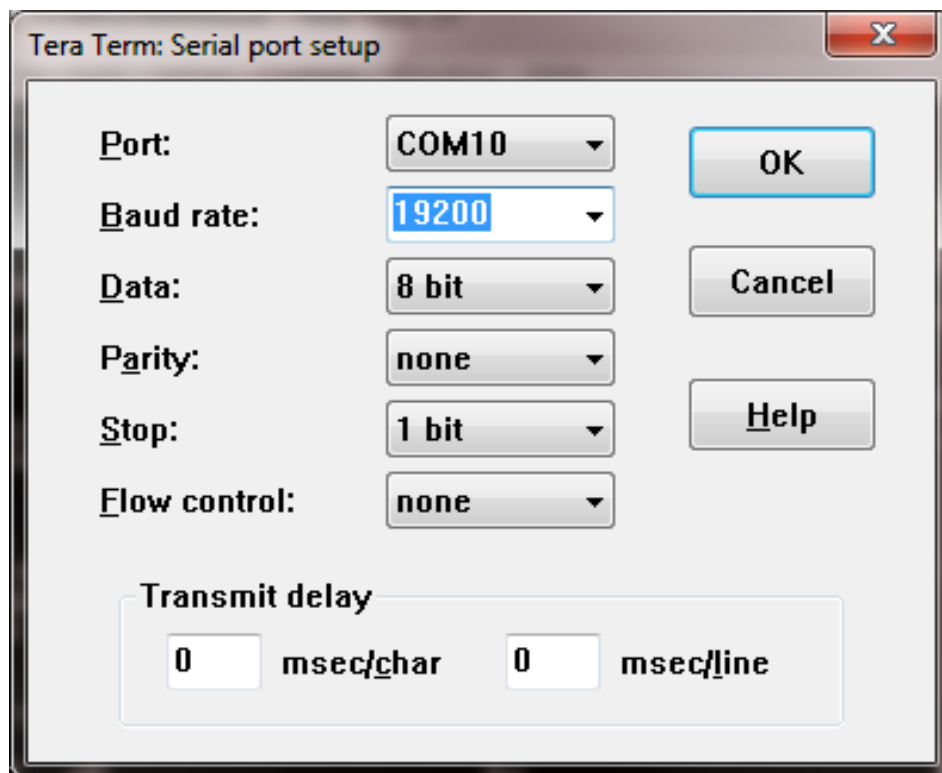 Tera Term: Serial port setup
Port: COM10 OK
Baud rate: 19200
Data: 8 bit Cancel
Parity: none
Stop: 1 bit Help
Flow control: none
Transmit delay
0 msec/char 0 msec/line